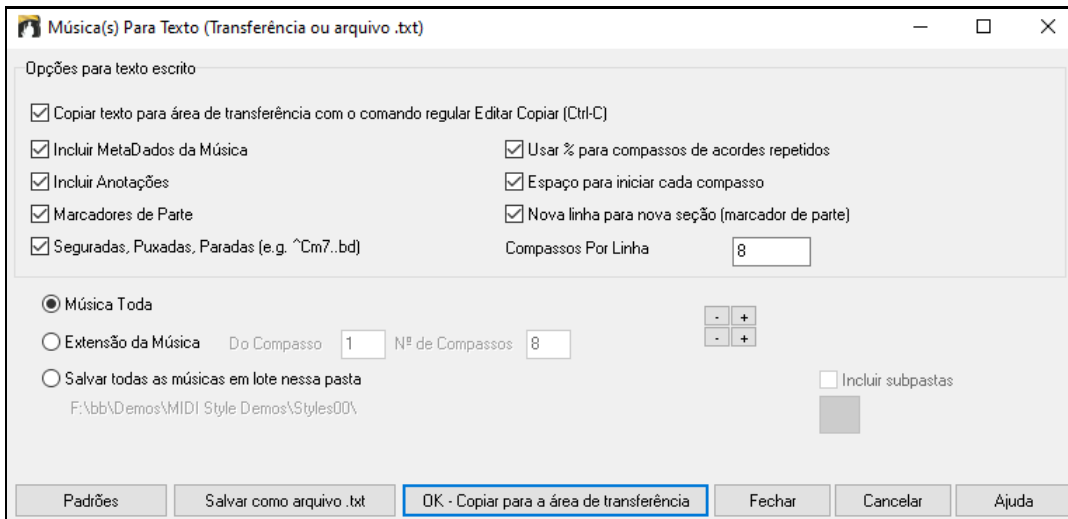 Música(s) Para Texto (Transferência ou arquivo .txt)
Opções para texto escrito
Copiar texto para área de transferência com o comando regular Editar Copiar (Ctrl-C)
Incluir MetaDados da Música
Usar % para compassos de acordes repetidos
Incluir Anotações
Espaço para iniciar cada compasso
Marcadores de Parte
Nova linha para nova seção (marcador de parte)
Seguradas, Puxadas, Paradas (e.g. ^Cm7..bd)
Compassos Por Linha 8
Música Toda
- +
Extensão da Música Do Compasso 1 Nº de Compassos 8
- +
Salvar todas as músicas em lote nessa pasta
Incluir subpastas
F:\bb\Demos\MIDI Style Demos\Styles00\
Padrões Salvar como arquivo .txt OK - Copiar para a área de transferência Fechar Cancelar Ajuda